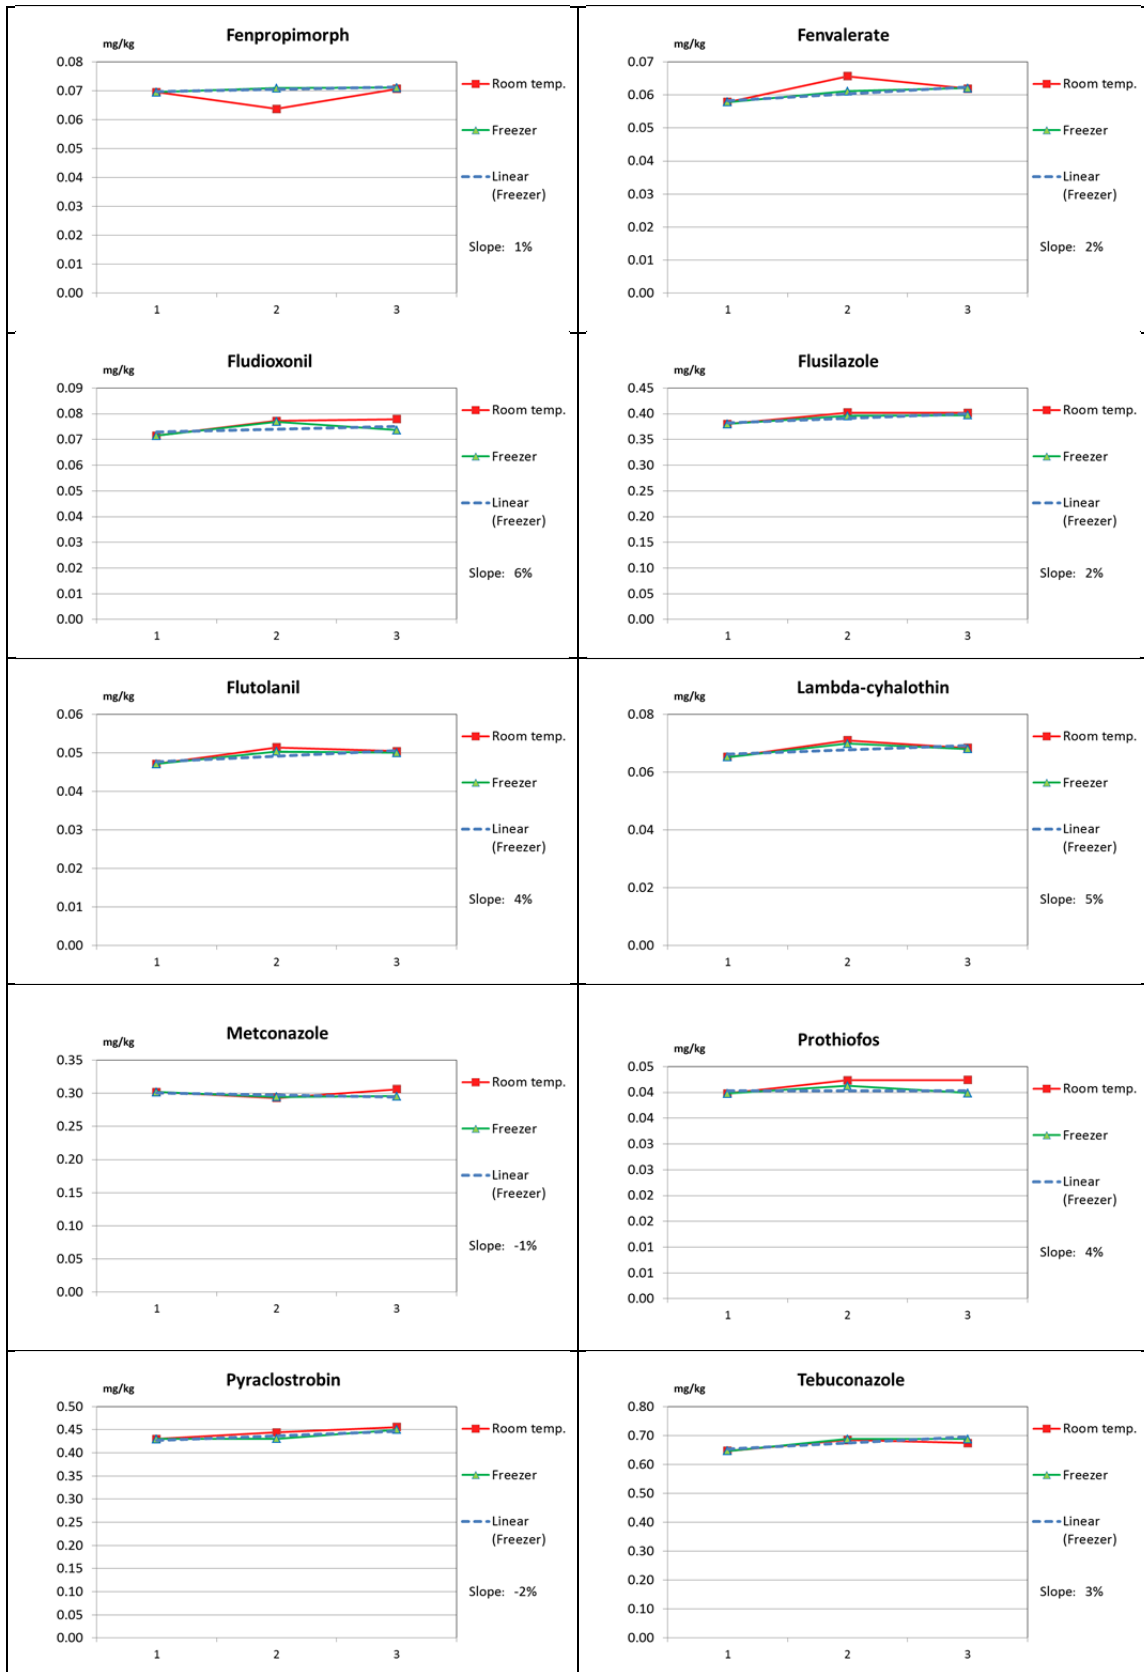 Fenpropimorph
mg/kg
0.08
0.07
0.06
0.05
0.04
0.03
0.02
0.01
0.00
1 2 3
Room temp.
Freezer
Linear
(Freezer)
Slope: 1%
Fenvalerate
mg/kg
0.07
0.06
0.05
0.04
0.03
0.02
0.01
0.00
1 2 3
Room temp.
Freezer
Linear
(Freezer)
Slope: 2%
Fludioxonil
mg/kg
0.09
0.08
0.07
0.06
0.05
0.04
0.03
0.02
0.01
0.00
1 2 3
Room temp.
Freezer
Linear
(Freezer)
Slope: 6%
Flusilazole
mg/kg
0.45
0.40
0.35
0.30
0.25
0.20
0.15
0.10
0.05
0.00
1 2 3
Room temp.
Freezer
Linear
(Freezer)
Slope: 2%
Flutolanil
mg/kg
0.06
0.05
0.04
0.03
0.02
0.01
0.00
1 2 3
Room temp.
Freezer
Linear
(Freezer)
Slope: 4%
Lambda-cyhalothin
mg/kg
0.08
0.06
0.04
0.02
0.00
1 2 3
Room temp.
Freezer
Linear
(Freezer)
Slope: 5%
Metconazole
mg/kg
0.35
0.30
0.25
0.20
0.15
0.10
0.05
0.00
1 2 3
Room temp.
Freezer
Linear
(Freezer)
Slope: -1%
Prothiofos
mg/kg
0.05
0.04
0.04
0.03
0.03
0.02
0.02
0.01
0.01
0.00
1 2 3
Room temp.
Freezer
Linear
(Freezer)
Slope: 4%
Pyraclostrobin
mg/kg
0.50
0.45
0.40
0.35
0.30
0.25
0.20
0.15
0.10
0.05
0.00
1 2 3
Room temp.
Freezer
Linear
(Freezer)
Slope: -2%
Tebuconazole
mg/kg
0.80
0.70
0.60
0.50
0.40
0.30
0.20
0.10
0.00
1 2 3
Room temp.
Freezer
Linear
(Freezer)
Slope: 3%